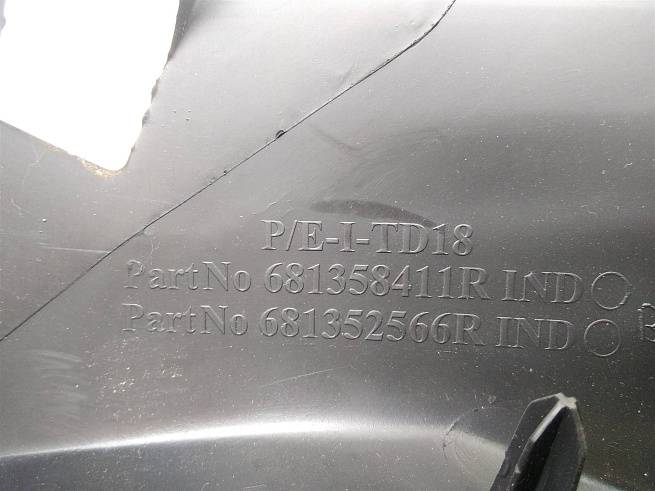 P/E-I-TD18
PartNo 681358411R IND
PartNo 681352566R IND